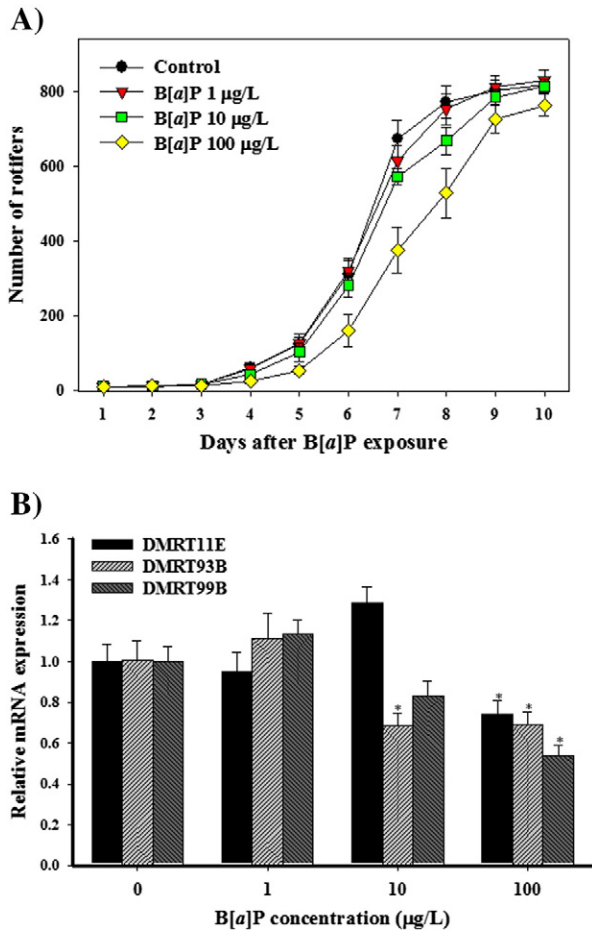 A)
Number of rotifers
800
600
400
200
0
Control
B[a]P 1 µg/L
B[a]P 10 µg/L
B[a]P 100 µg/L
1 2 3 4 5 6 7 8 9 10
Days after B[a]P exposure
B)
Relative mRNA expression
1.6
1.4
1.2
1.0
0.8
0.6
0.4
0.2
0.0
DMRT11E
DMRT93B
DMRT99B
*
* * *
0 1 10 100
B[a]P concentration (µg/L)